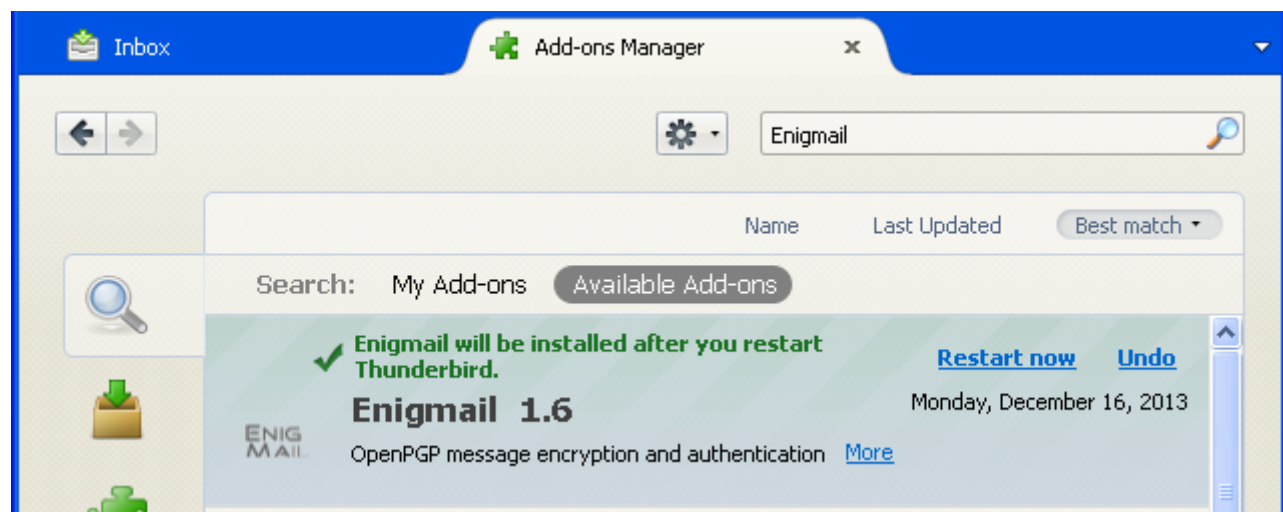 Inbox
Add-ons Manager
Enigmail
Name Last Updated Best match
Search: My Add-ons Available Add-ons
Enigmail will be installed after you restart
Thunderbird.
Restart now Undo
Enigmail 1.6
Monday, December 16, 2013
ENIG
MAIL
OpenPGP message encryption and authentication More